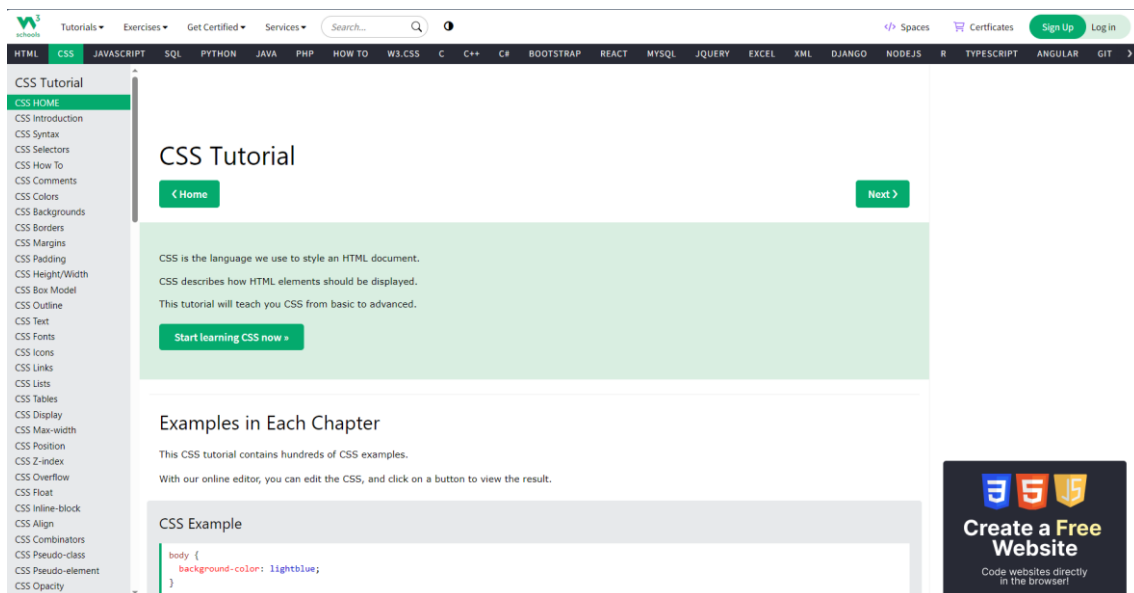 W3
schools
Tutorials Exercises Get Certified Services Search... </> Spaces Certficates Sign Up Log in
HTML CSS JAVASCRIPT SQL PYTHON JAVA PHP HOW TO W3.CSS C C++ C# BOOTSTRAP REACT MYSQL JQUERY EXCEL XML DJANGO NODEJS R TYPESCRIPT ANGULAR GIT
CSS Tutorial
CSS HOME
CSS Introduction
CSS Syntax
CSS Selectors
CSS How To
CSS Comments
CSS Colors
CSS Backgrounds
CSS Borders
CSS Margins
CSS Padding
CSS Height/Width
CSS Box Model
CSS Outline
CSS Text
CSS Fonts
CSS Icons
CSS Links
CSS Lists
CSS Tables
CSS Display
CSS Max-width
CSS Position
CSS Z-index
CSS Overflow
CSS Float
CSS Inline-block
CSS Align
CSS Combinators
CSS Pseudo-class
CSS Pseudo-element
CSS Opacity
CSS Tutorial
❮ Home
Next ❯
CSS is the language we use to style an HTML document.
CSS describes how HTML elements should be displayed.
This tutorial will teach you CSS from basic to advanced.
Start learning CSS now »
Examples in Each Chapter
This CSS tutorial contains hundreds of CSS examples.
With our online editor, you can edit the CSS, and click on a button to view the result.
CSS Example
body {
background-color: lightblue;
}
3 5 JS
Create a Free
Website
Code websites directly
in the browser!